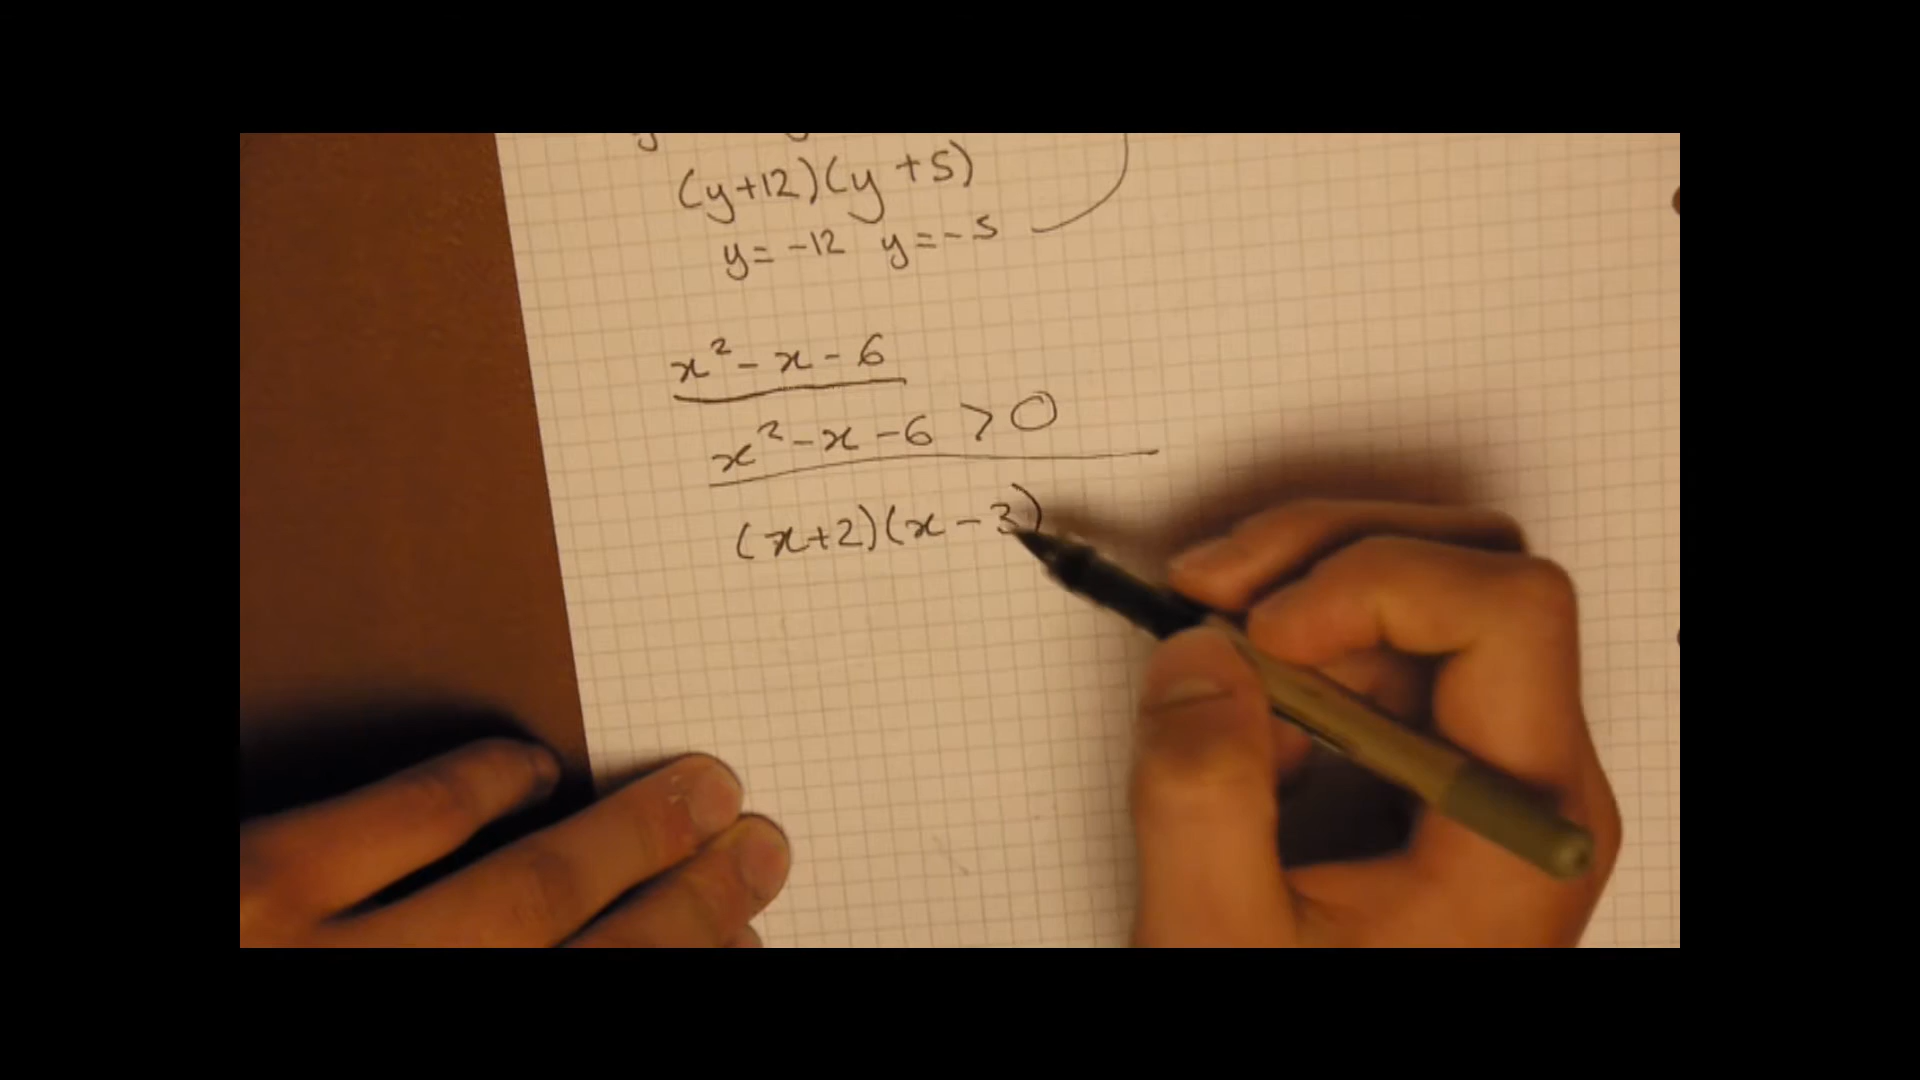 (y+12)(y+5)
y=-12 y=-5
x²-x-6
x²-x-6>0
(x+2)(x-3)